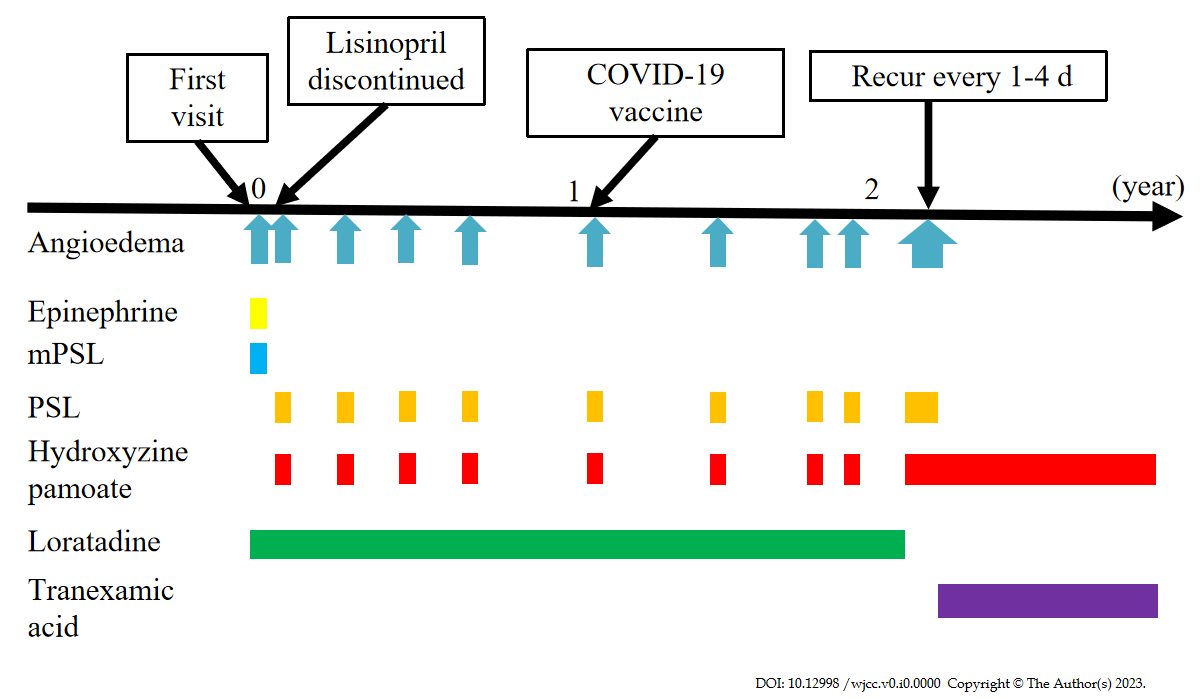 First
visit
Lisinopril
discontinued
COVID-19
vaccine
Recur every 1-4 d
0
1
2
(year)
Angioedema
Epinephrine
mPSL
PSL
Hydroxyzine
pamoate
Loratadine
Tranexamic
acid
DOI: 10.12998 /wjcc.v0.i0.0000 Copyright © The Author(s) 2023.